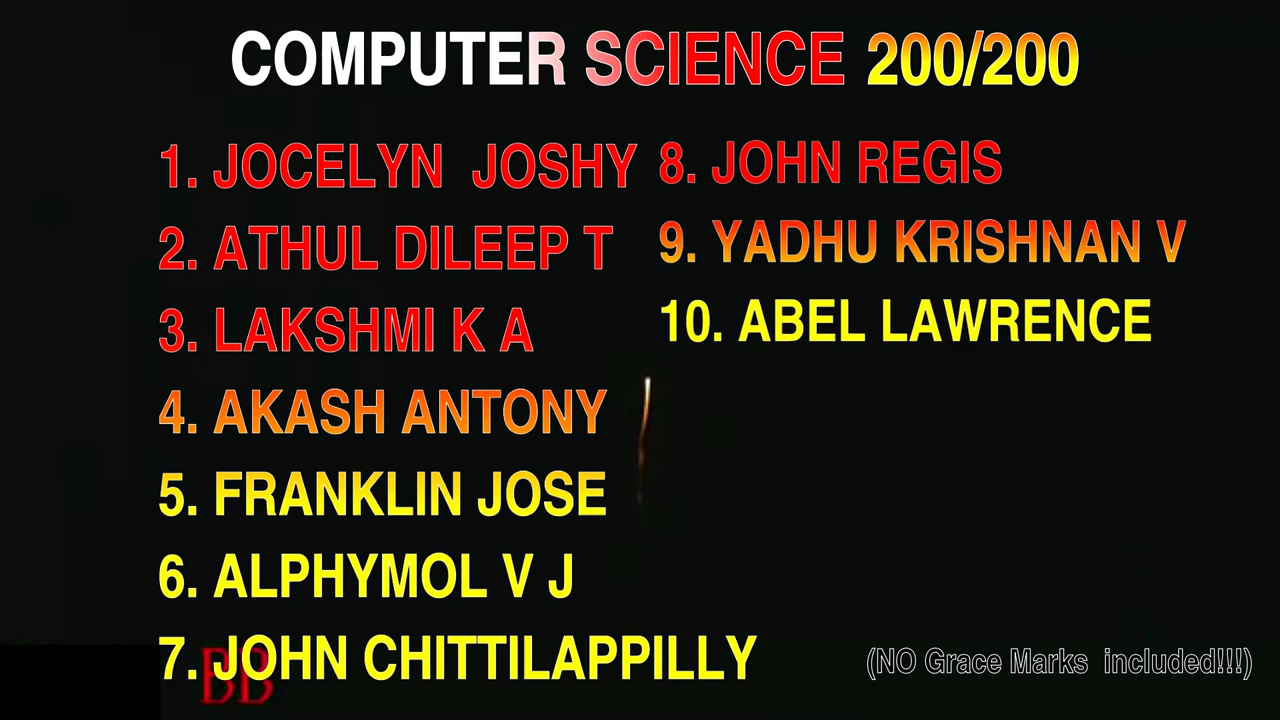 COMPUTER SCIENCE 200/200
1. JOCELYN JOSHY
2. ATHUL DILEEP T
3. LAKSHMI K A
4. AKASH ANTONY
5. FRANKLIN JOSE
6. ALPHYMOL V J
7. JOHN CHITTILAPPILLY
BB
8. JOHN REGIS
9. YADHU KRISHNAN V
10. ABEL LAWRENCE
(NO Grace Marks included!!!)